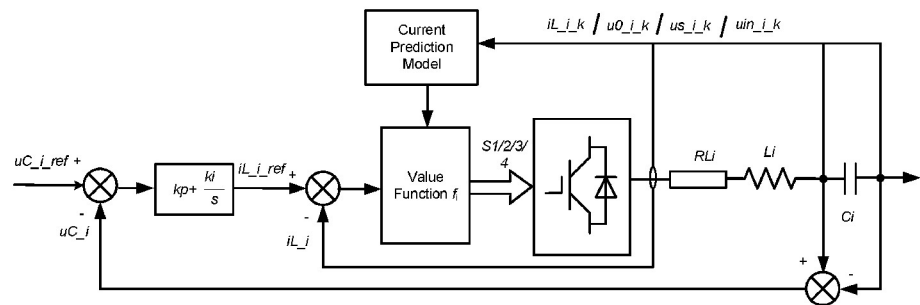 Current
Prediction
Model
iL_i_k / u0_i_k / us_i_k / uin_i_k
uC_i_ref +
-
uC_i
kp+ ki
s
iL_i_ref +
-
iL_i
Value
Function fi
S1/2/3/
4
RLi
Li
Ci
+
-